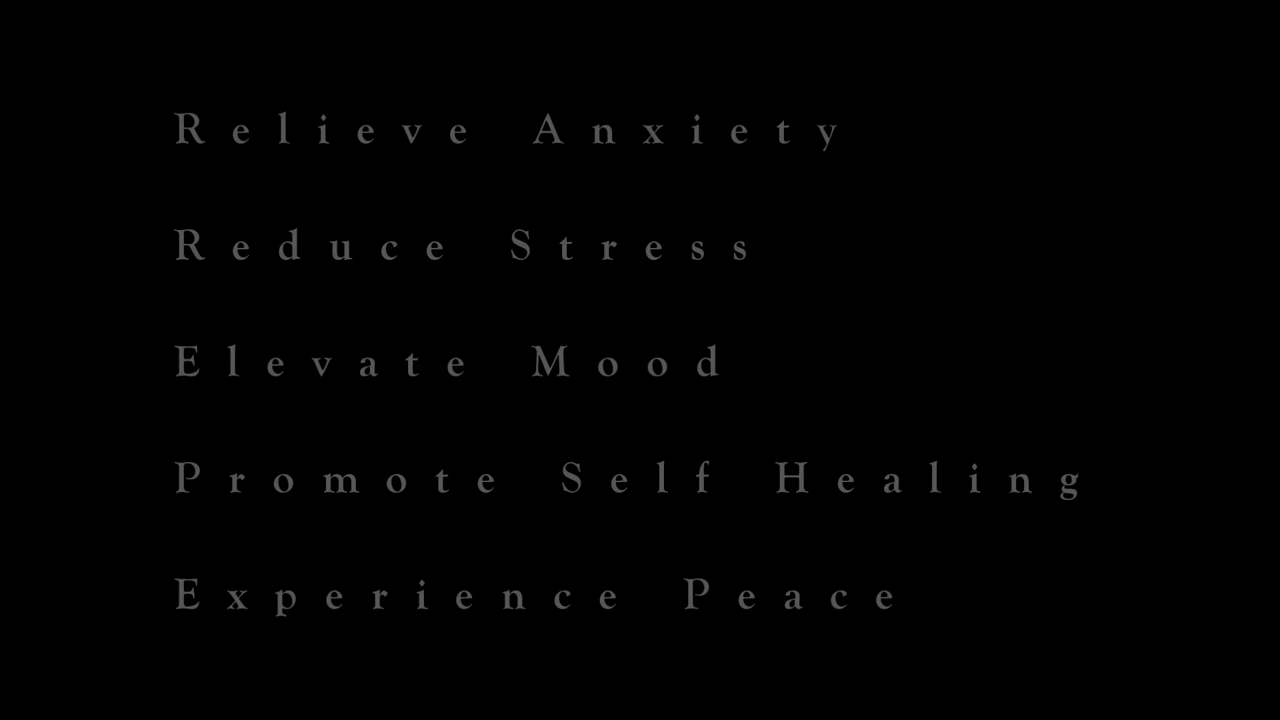 Relieve Anxiety
Reduce Stress
Elevate Mood
Promote Self Healing
Experience Peace